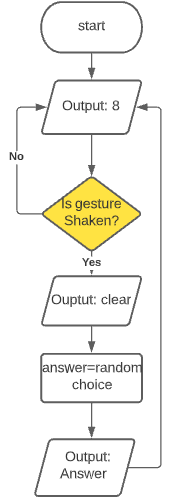 start
Output: 8
Is gesture
Shaken?
No
Yes
Ouptut: clear
answer=random
choice
Output:
Answer